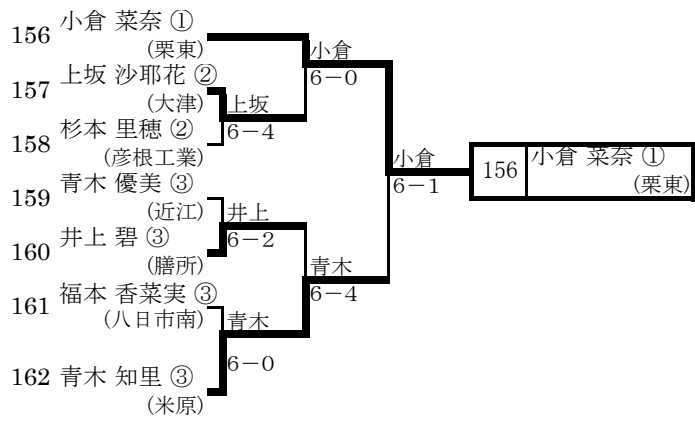 156 小倉 菜奈 ①
(栗東)
小倉
6－0
157 上坂 沙耶花 ②
(大津)
上坂
6－4
158 杉本 里穂 ②
(彦根工業)
小倉
6－1
156 小倉 菜奈 ①
(栗東)
159 青木 優美 ③
(近江)
井上
6－2
160 井上 碧 ③
(膳所)
青木
6－4
161 福本 香菜実 ③
(八日市南)
青木
6－0
162 青木 知里 ③
(米原)